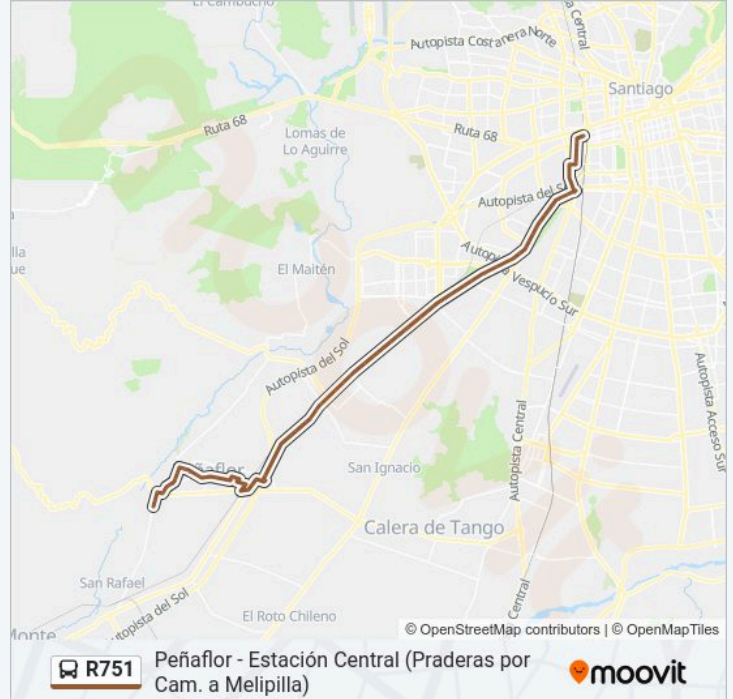 El Cambucho
Central
Autopista Costanera Norte
Santiago
Ruta 68
Lomas de
Lo Aguirre
Ruta 68
Autopista del S
El Maitén
Autopista Vespucio Sur
Autopista del Sol
Autopista Acceso Sur
Autopista Central
ñaflor
San Ignacio
Calera de Tango
San Rafael
Autopista del Sol
El Roto Chileno
Central
Monte
© OpenStreetMap contributors | © OpenMapTiles
R751
Peñaflor - Estación Central (Praderas por
Cam. a Melipilla)
moovit